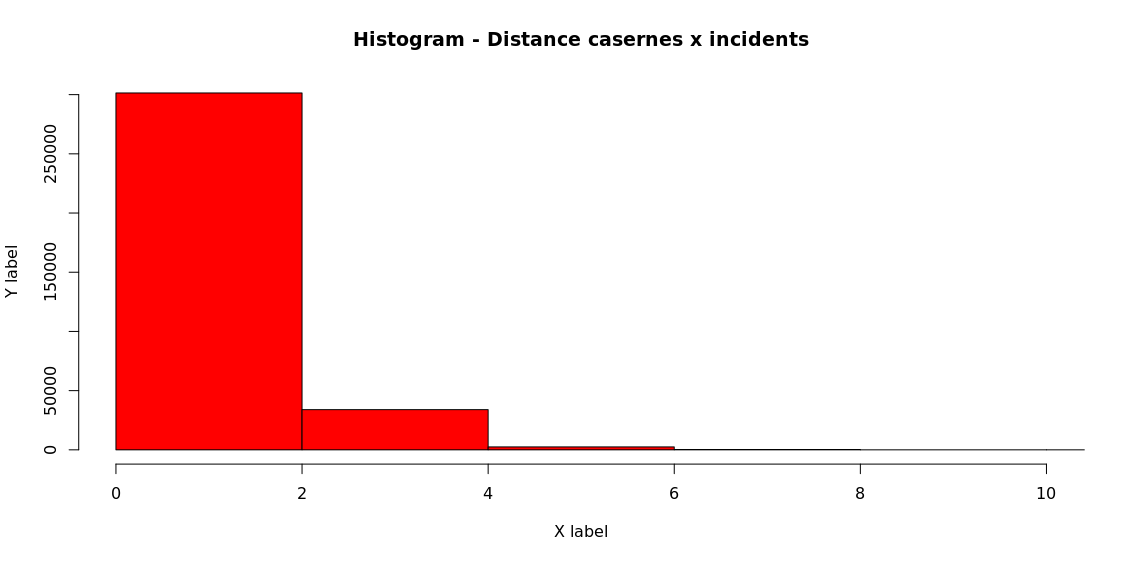 Histogram - Distance casernes x incidents
Y label
250000
150000
50000
0
0 2 4 6 8 10
X label